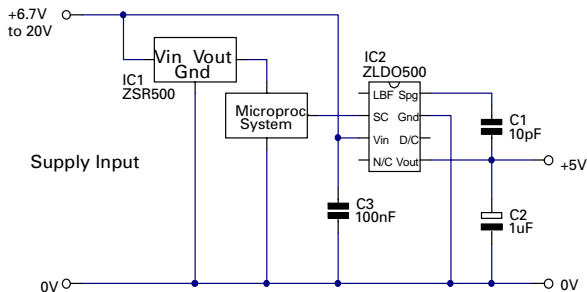 +6.7V
to 20V
Vin Vout
Gnd
IC1
ZSR500
IC2
ZLDO500
LBF Spg
SC Gnd
Vin D/C
N/C Vout
Microproc
System
C1
10pF
Supply Input
+5V
C3
100nF
C2
1uF
0V
0V